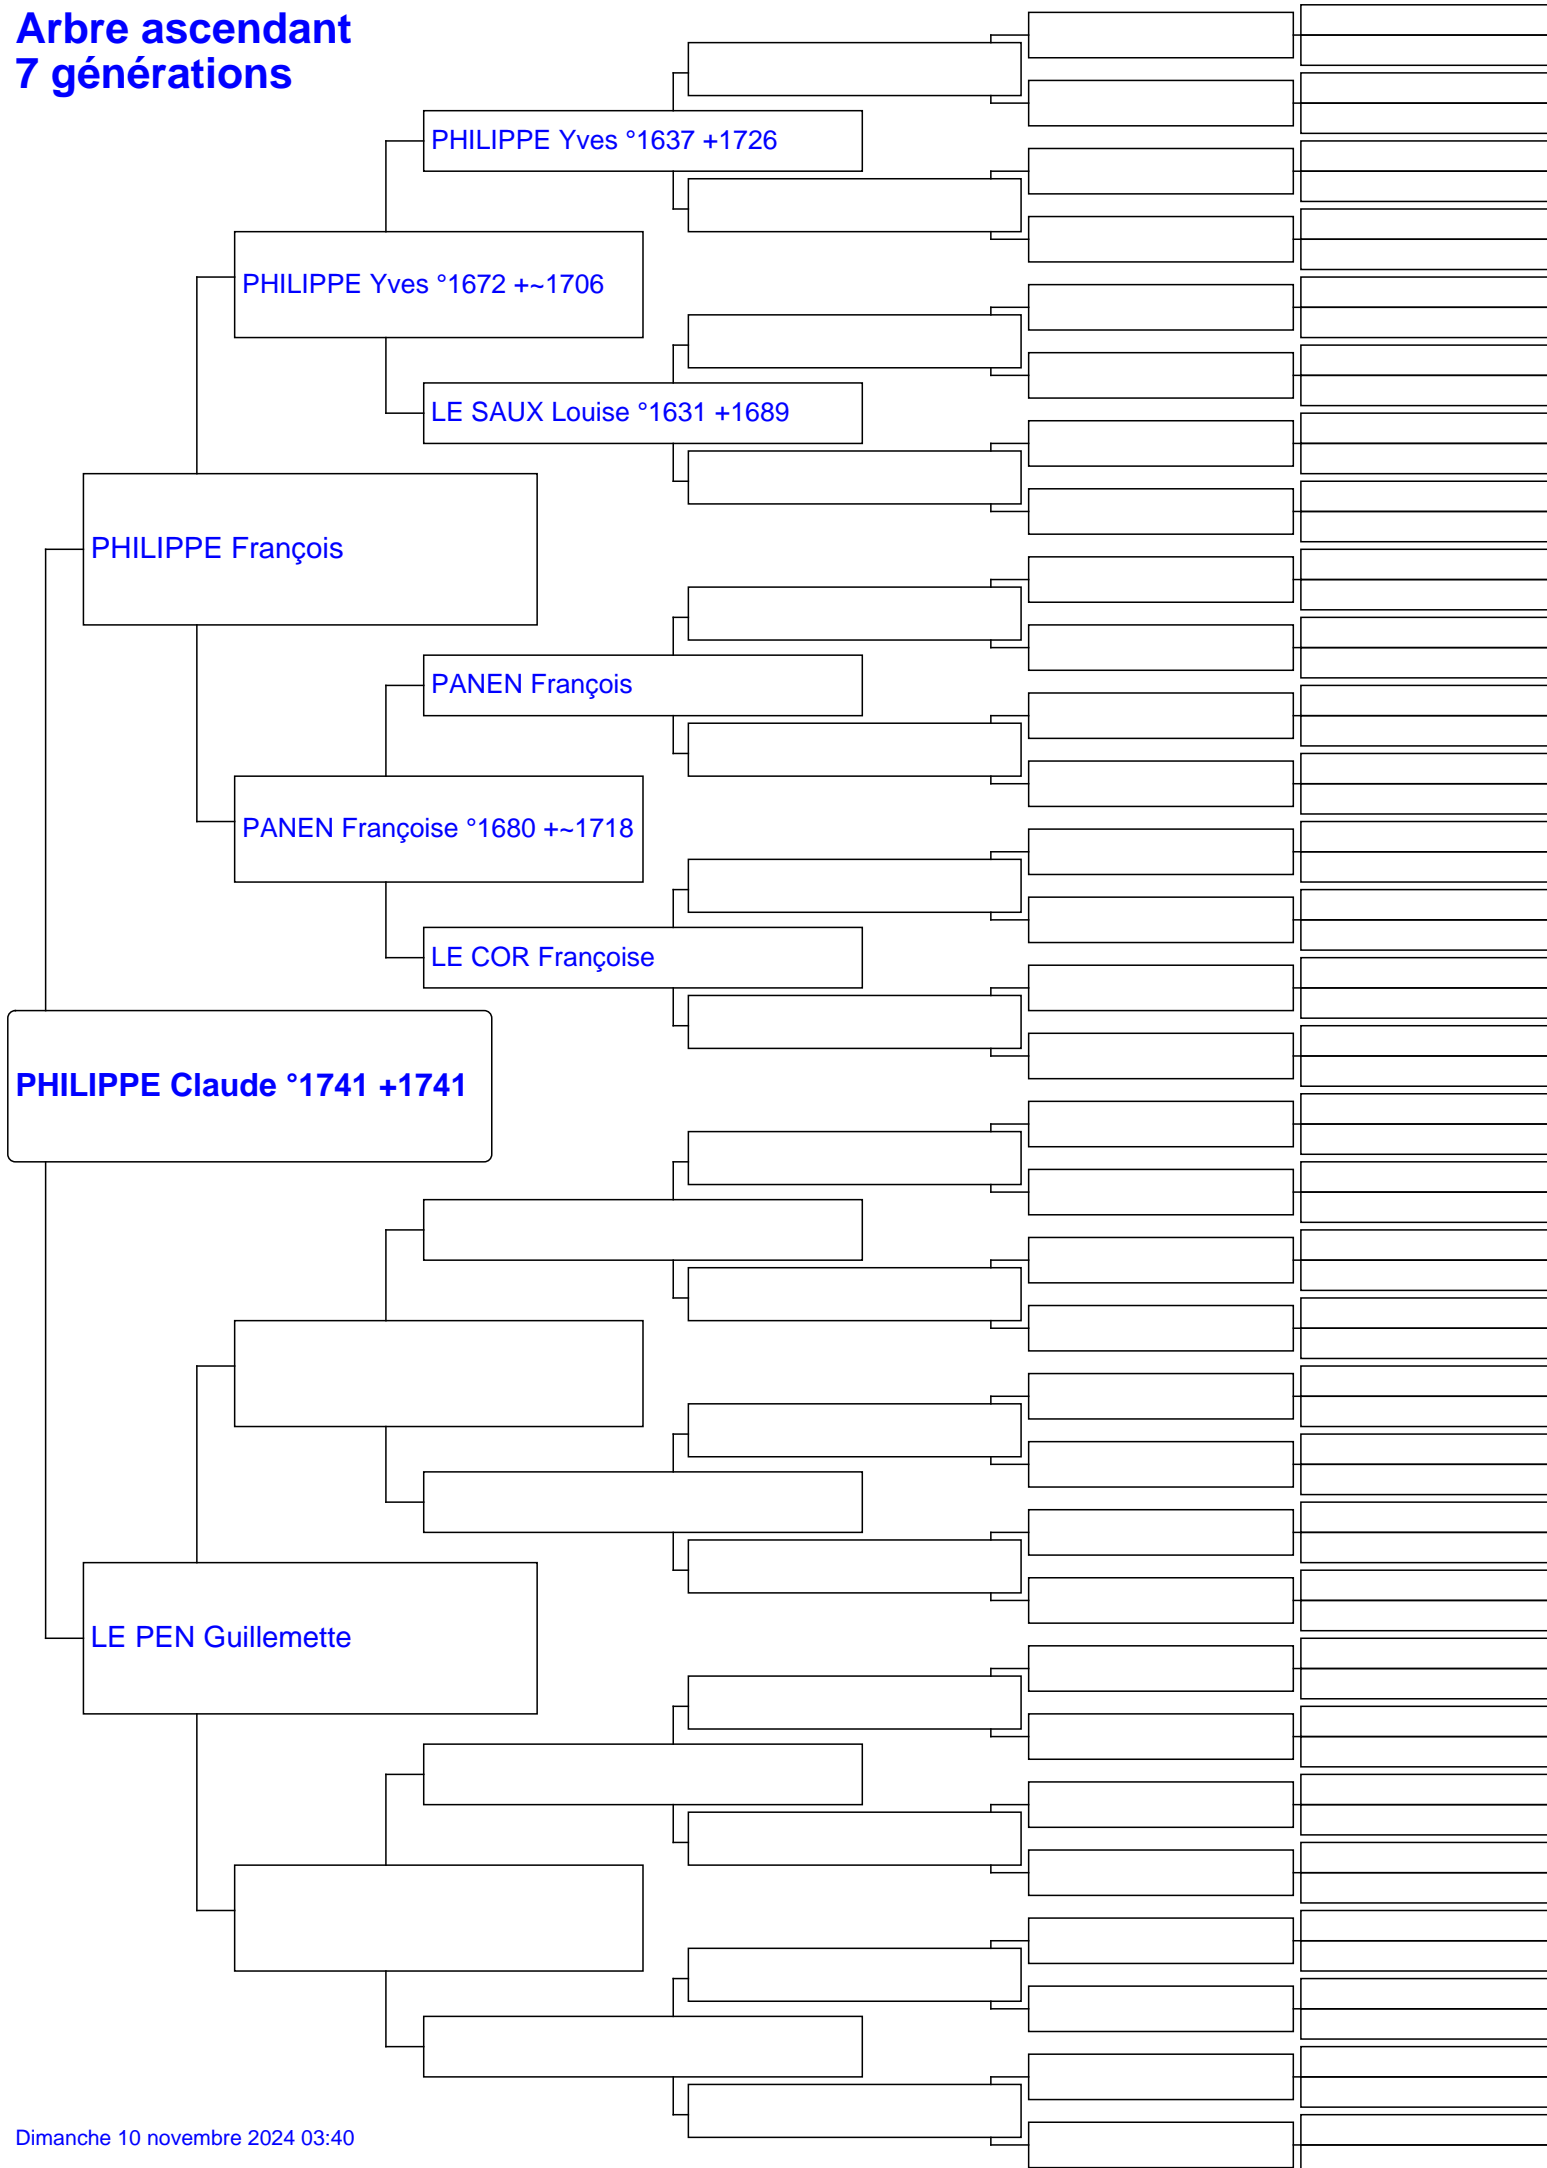 Arbre ascendant
7 générations
PHILIPPE Yves °1637 +1726
PHILIPPE Yves °1672 +~1706
LE SAUX Louise °1631 +1689
PHILIPPE François
PANEN François
PANEN Françoise °1680 +~1718
LE COR Françoise
PHILIPPE Claude °1741 +1741
LE PEN Guillemette
Dimanche 10 novembre 2024 03:40